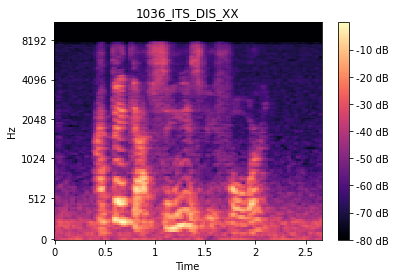 1036_ITS_DIS_XX
8192
4096
2048
1024
512
0
Hz
0
0.5
1
1.5
2
2.5
Time
-10 dB
-20 dB
-30 dB
-40 dB
-50 dB
-60 dB
-70 dB
-80 dB